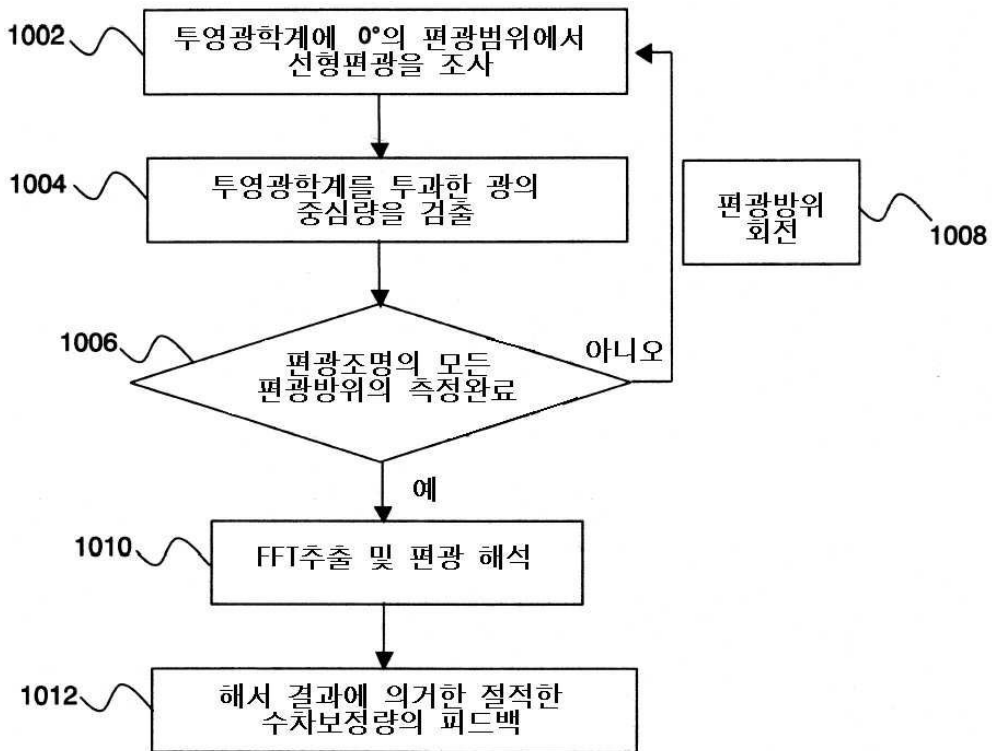 1002
투영광학계에 0°의 편광범위에서
선형편광을 조사
1004
투영광학계를 투과한 광의
중심량을 검출
편광방위
회전
1008
1006
편광조명의 모든
편광방위의 측정완료
아니오
예
1010
FFT추출 및 편광 해석
1012
해서 결과에 의거한 절적한
수차보정량의 피드백